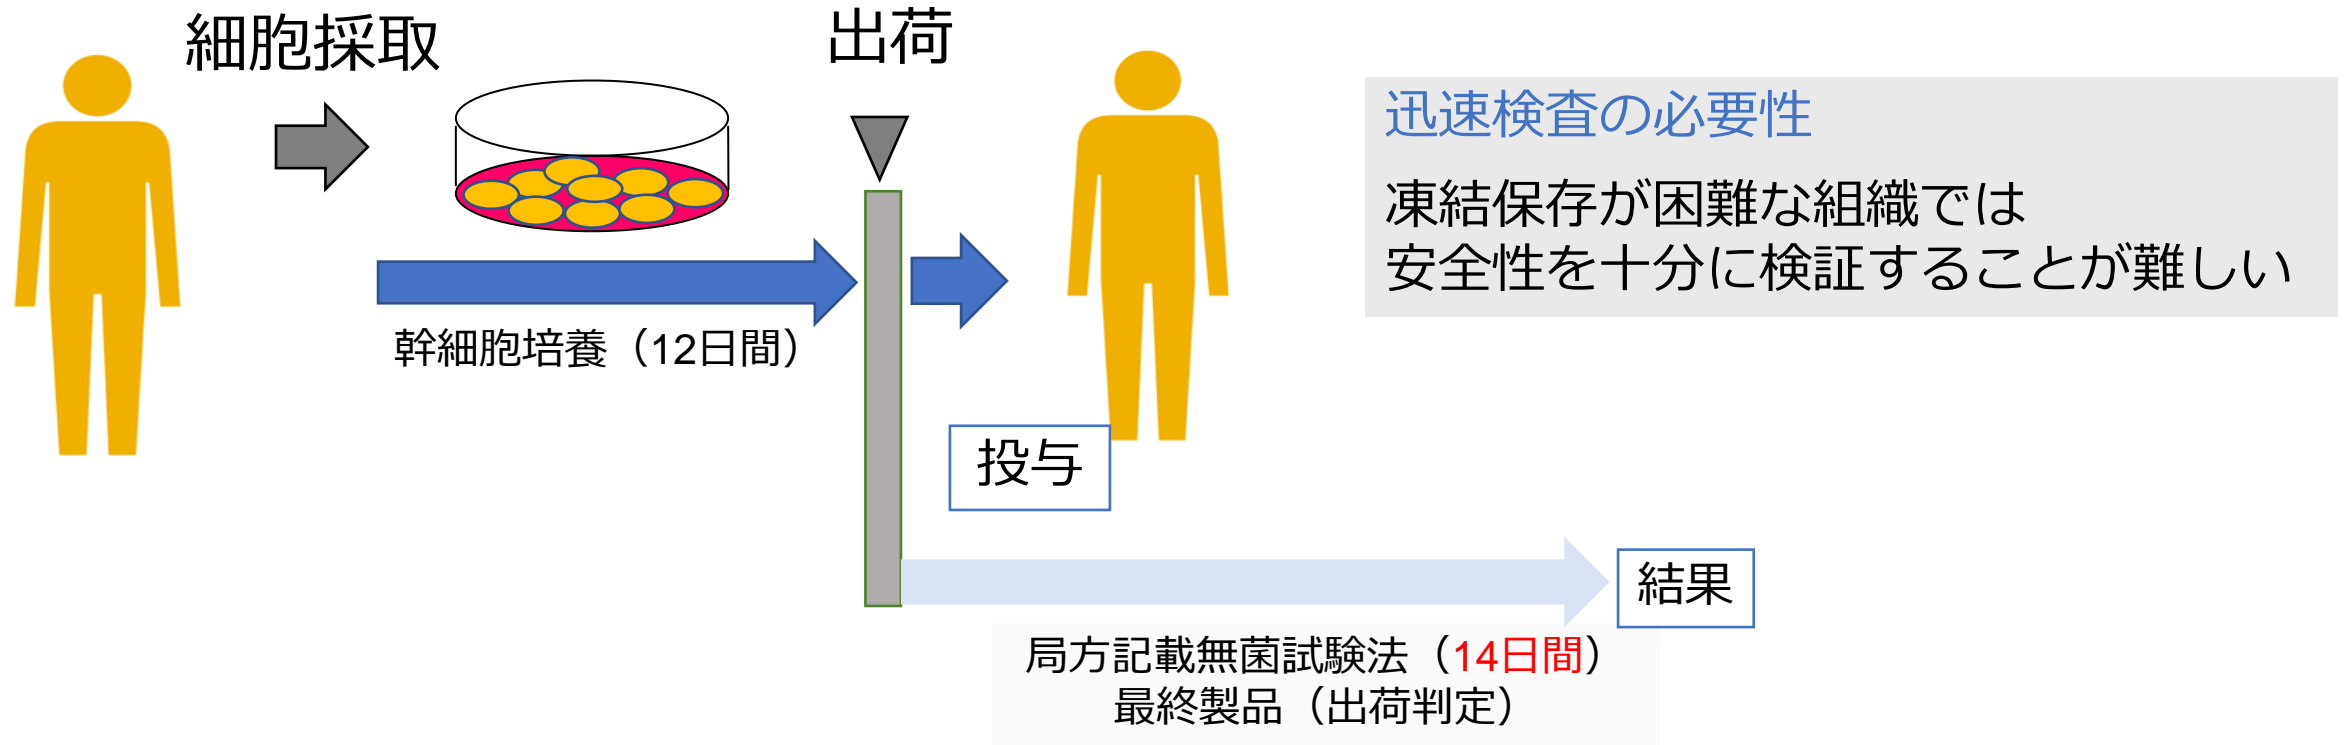 細胞採取
出荷
迅速検査の必要性
凍結保存が困難な組織では
安全性を十分に検証することが難しい
幹細胞培養（12日間）
投与
結果
局方記載無菌試験法（14日間）
最終製品（出荷判定）